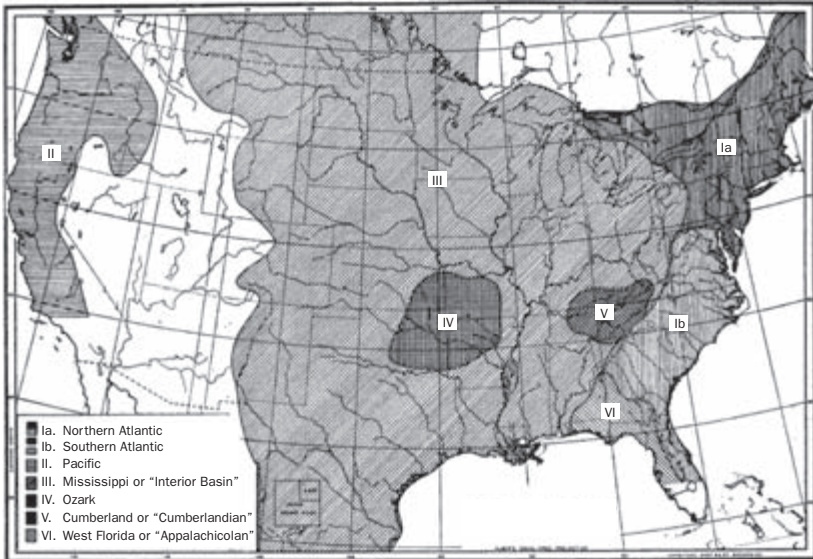 II
Ia
III
IV
V
Ib
VI
Ia. Northern Atlantic
Ib. Southern Atlantic
II. Pacific
III. Mississippi or “Interior Basin”
IV. Ozark
V. Cumberland or “Cumberlandian”
VI. West Florida or “Appalachicolan”